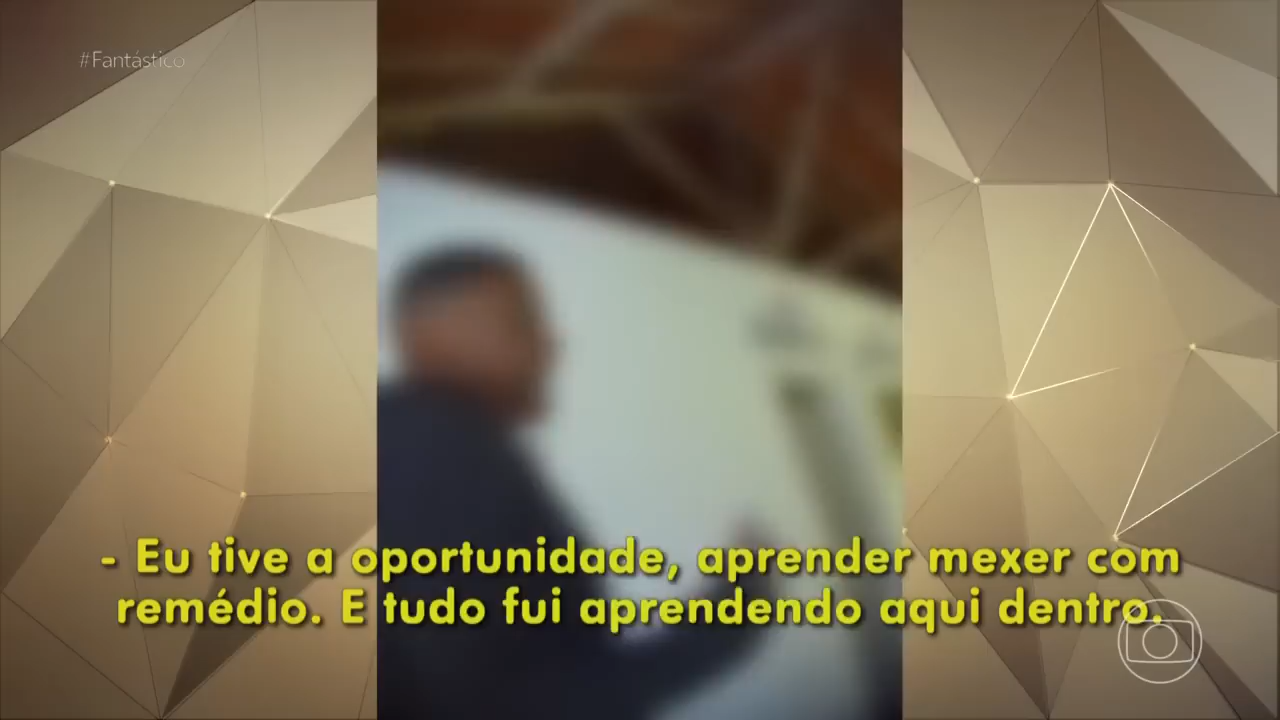 #Fantástico
- Eu tive a oportunidade, aprender mexer com
remédio. E tudo fui aprendendo aqui dentro.